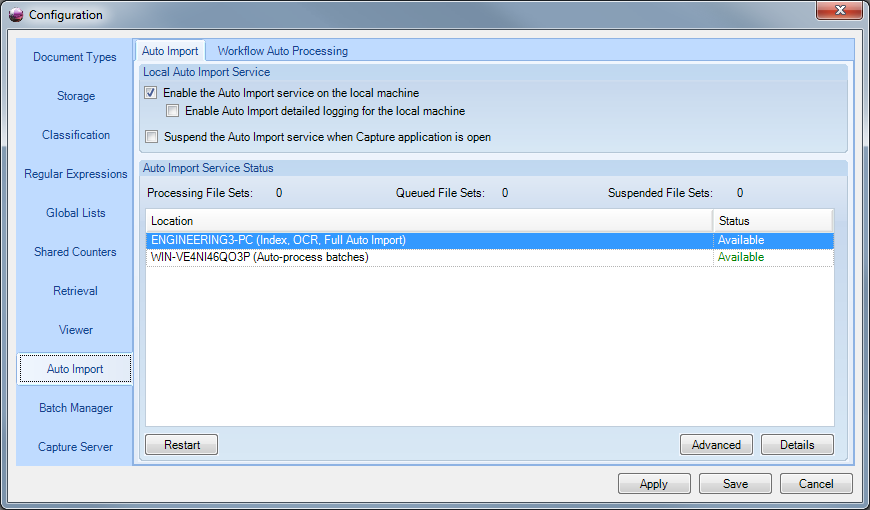 Configuration
Document Types
Storage
Classification
Regular Expressions
Global Lists
Shared Counters
Retrieval
Viewer
Auto Import
Batch Manager
Capture Server
Auto Import Workflow Auto Processing
Local Auto Import Service
Enable the Auto Import service on the local machine
Enable Auto Import detailed logging for the local machine
Suspend the Auto Import service when Capture application is open
Auto Import Service Status
Processing File Sets: 0 Queued File Sets: 0 Suspended File Sets: 0
Location Status
ENGINEERING3-PC (Index, OCR, Full Auto Import) Available
WIN-VE4NI46QO3P (Auto-process batches) Available
Restart Advanced Details
Apply Save Cancel